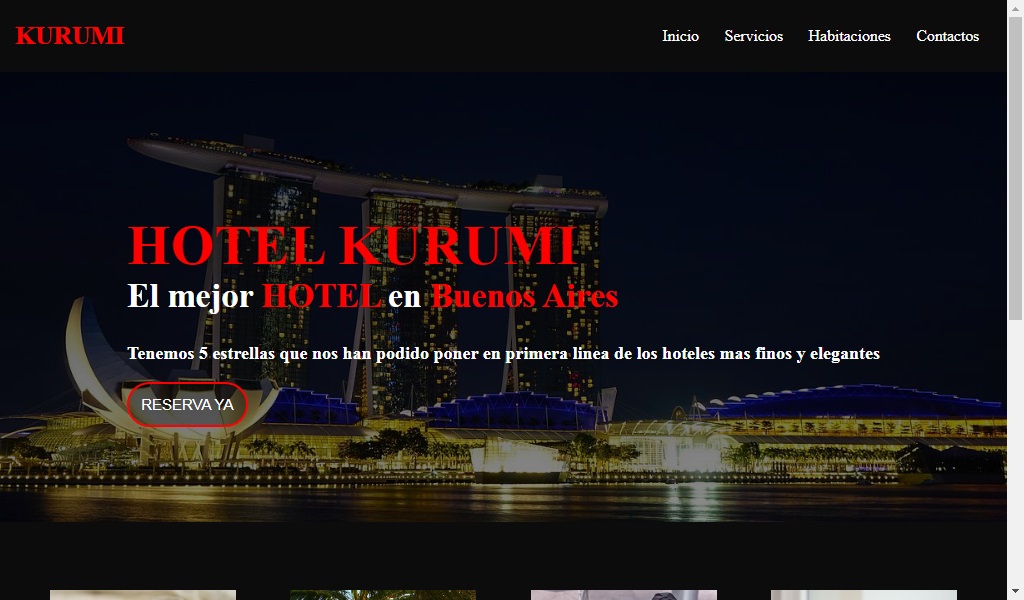 KURUMI
Inicio Servicios Habitaciones Contactos
HOTEL KURUMI
El mejor HOTEL en Buenos Aires
Tenemos 5 estrellas que nos han podido poner en primera linea de los hoteles mas finos y elegantes
RESERVA YA